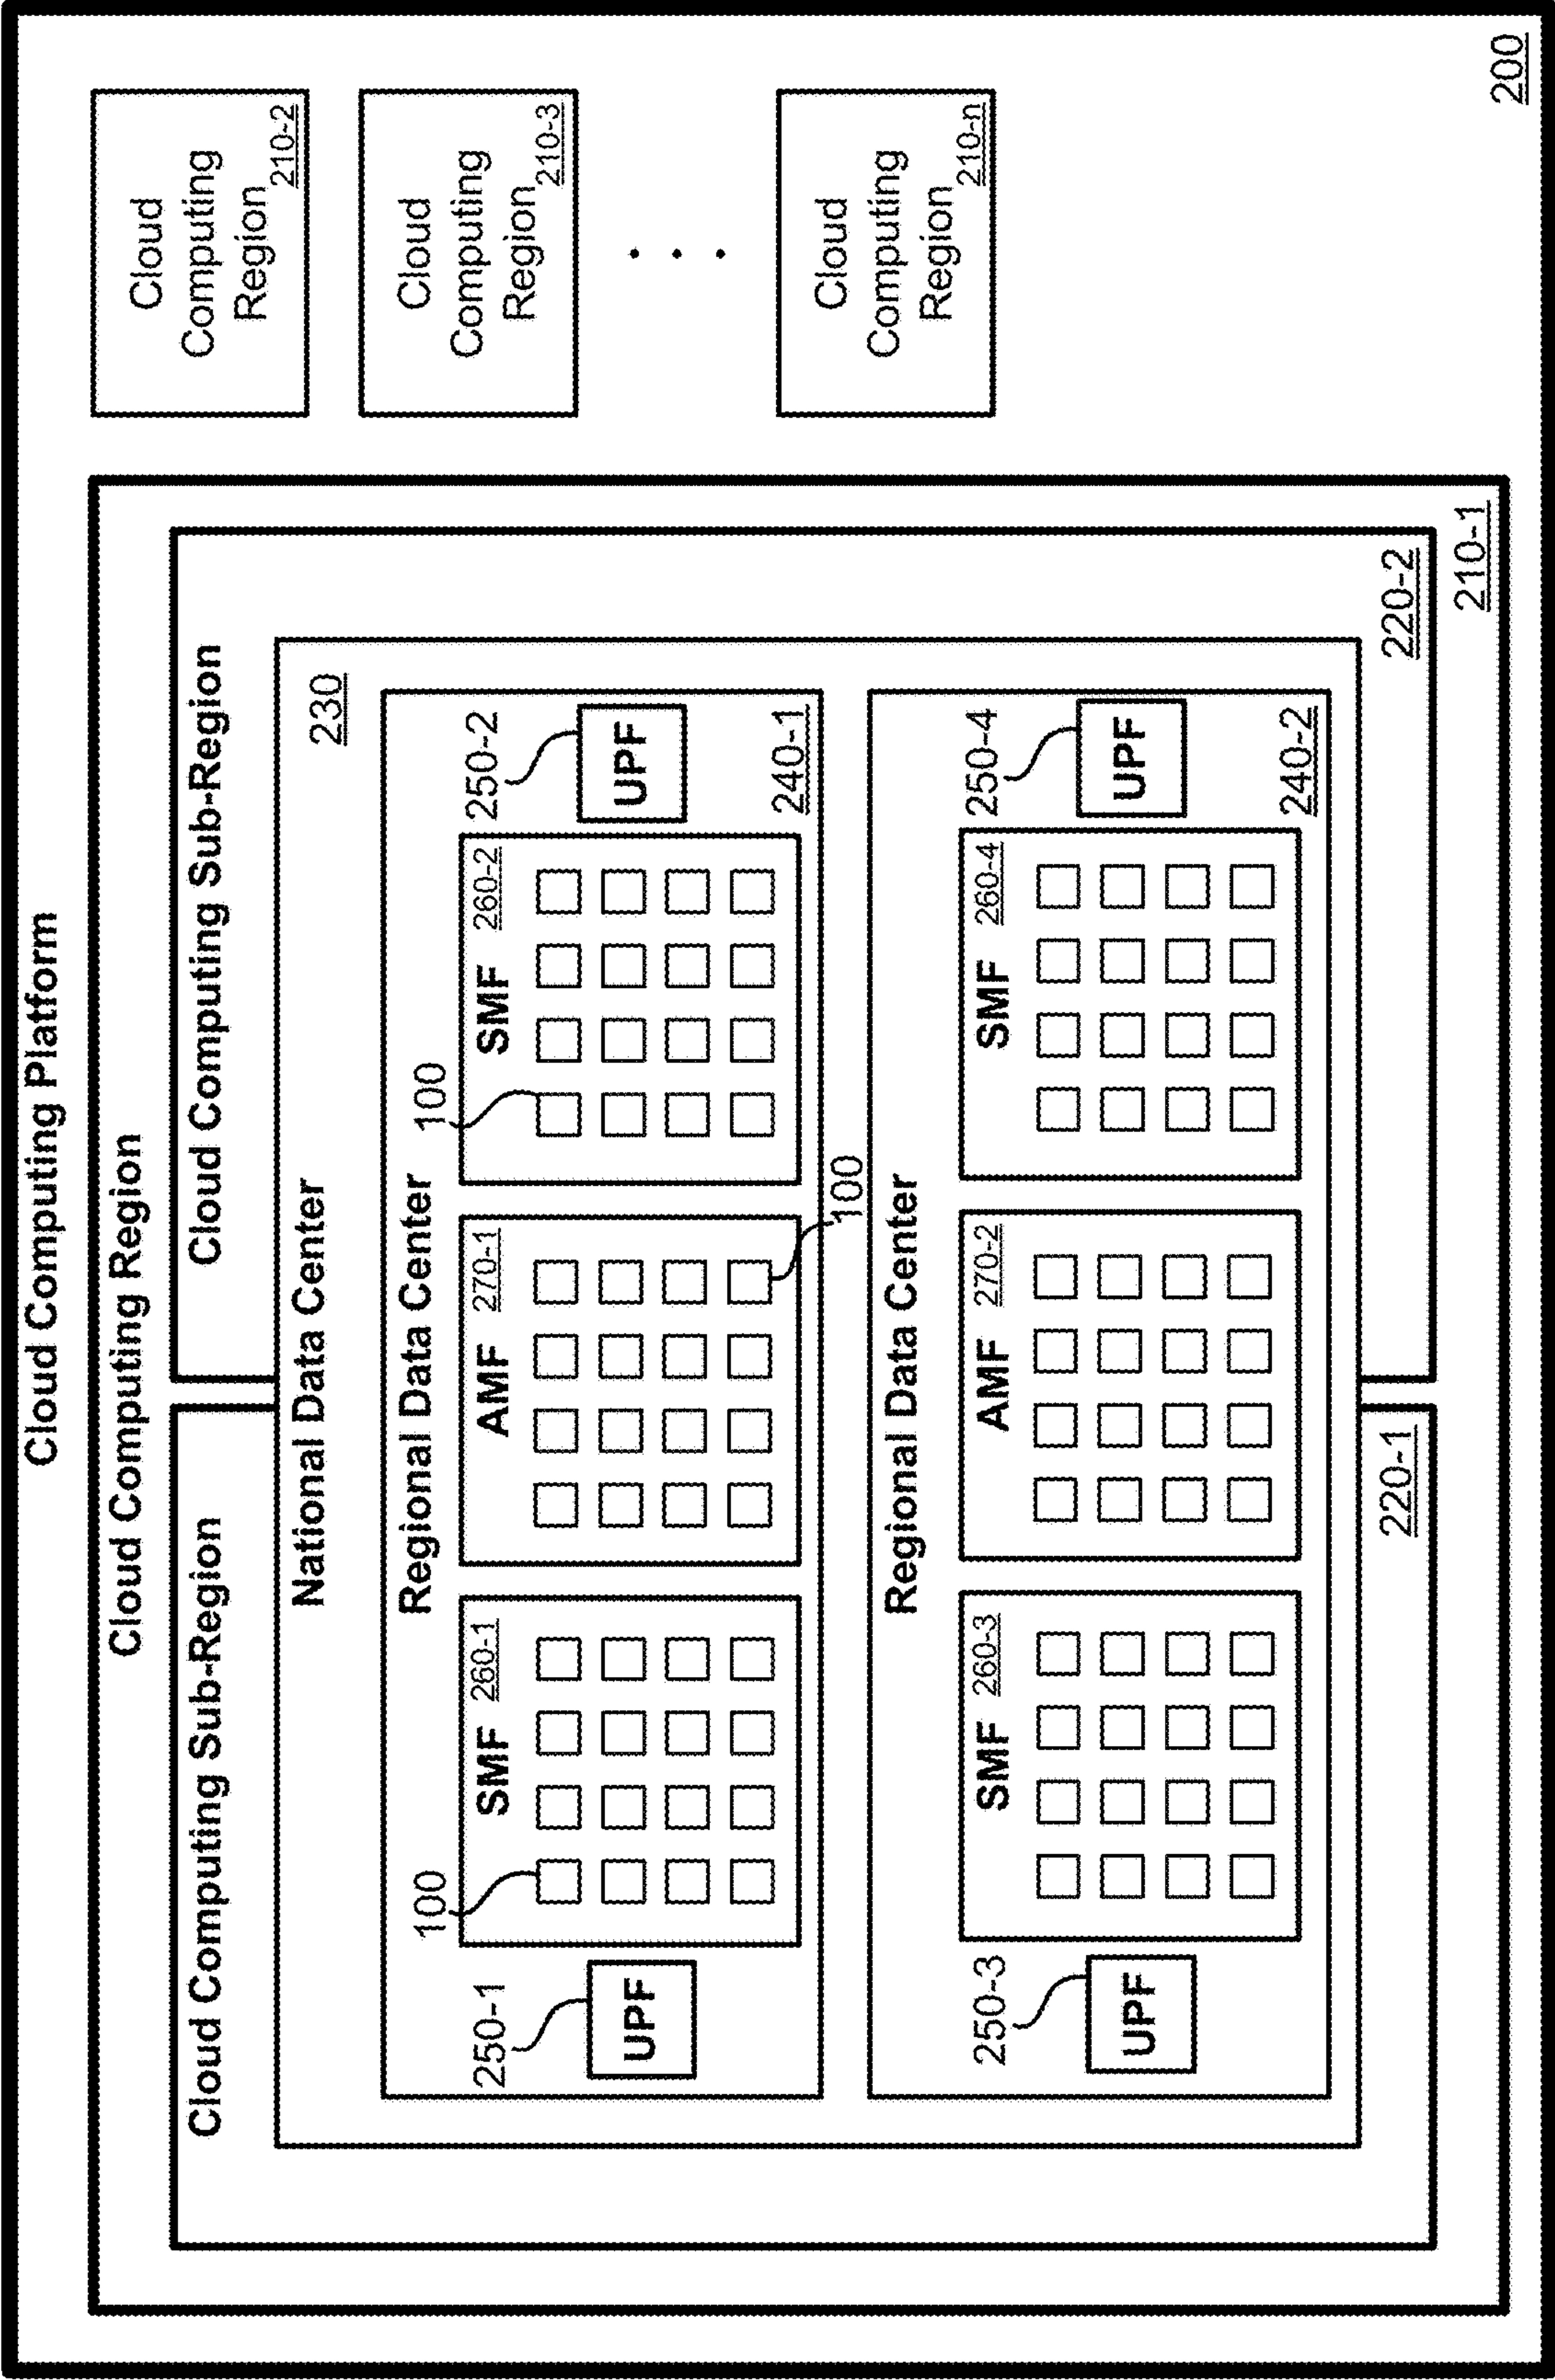 Cloud Computing Platform
Cloud Computing Region
Cloud Computing Sub-Region
Cloud Computing Sub-Region
National Data Center
230
Regional Data Center
250-1
UPF
100
SMF
260-1
AMF
270-1
100
100
SMF
260-2
250-2
UPF
240-1
Regional Data Center
250-3
UPF
SMF
260-3
AMF
270-2
SMF
260-4
250-4
UPF
240-2
220-1
220-2
210-1
Cloud
Computing
Region
210-2
Cloud
Computing
Region
210-3
Cloud
Computing
Region
210-n
200